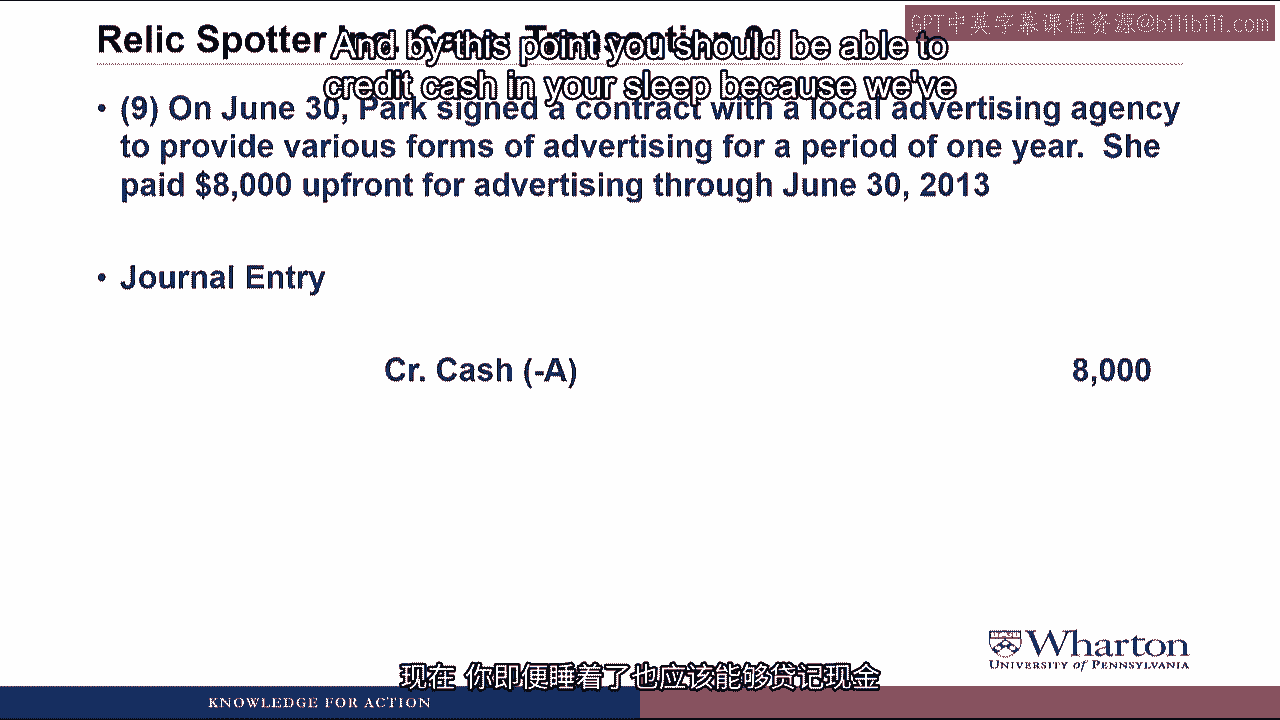 GPT中英字幕课程资源@bilibili.com
Relic Spotter Inc. Case: Transaction 9
And by this point you should be able to
credit cash in your sleep because we've
• (9) On June 30, Park signed a contract with a local advertising agency
to provide various forms of advertising for a period of one year. She
paid $8,000 upfront for advertising through June 30, 2013
• Journal Entry
Cr. Cash (-A) 8,000
Wharton
UNIVERSITY of PENNSYLVANIA
现在 你即便睡着了也应该能够贷记现金
KNOWLEDGE FOR ACTION